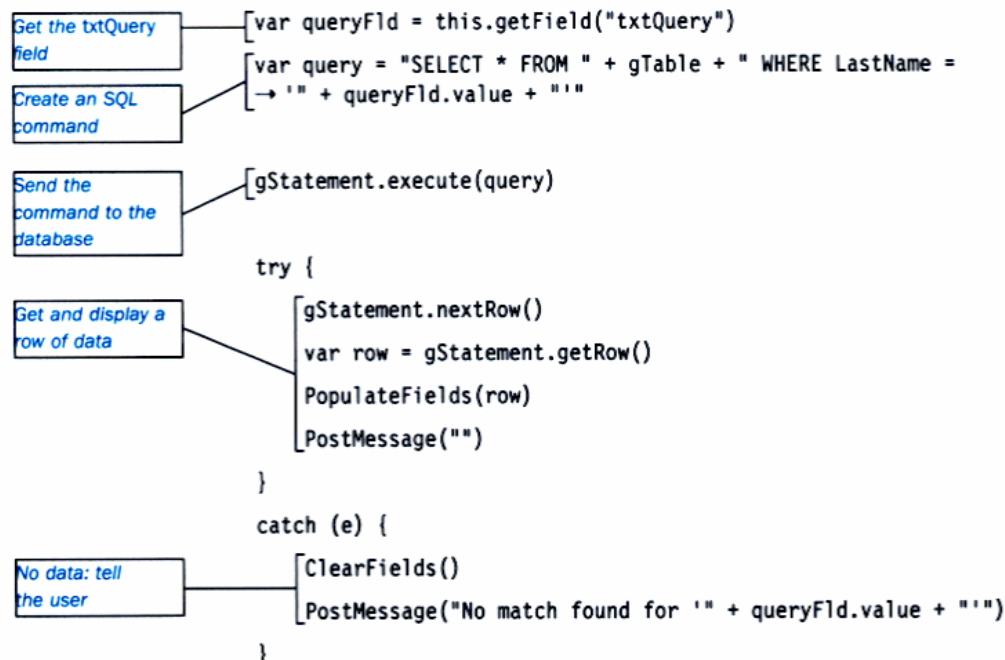 Get the txtQuery
field
var queryFld = this.getField("txtQuery")
Create an SQL
command
var query = "SELECT * FROM " + gTable + " WHERE LastName =
→ '" + queryFld.value + "'"
Send the
command to the
database
gStatement.execute(query)
try {
Get and display a
row of data
gStatement.nextRow()
var row = gStatement.getRow()
PopulateFields(row)
PostMessage("")
}
catch (e) {
No data: tell
the user
ClearFields()
PostMessage("No match found for '" + queryFld.value + "'")
}